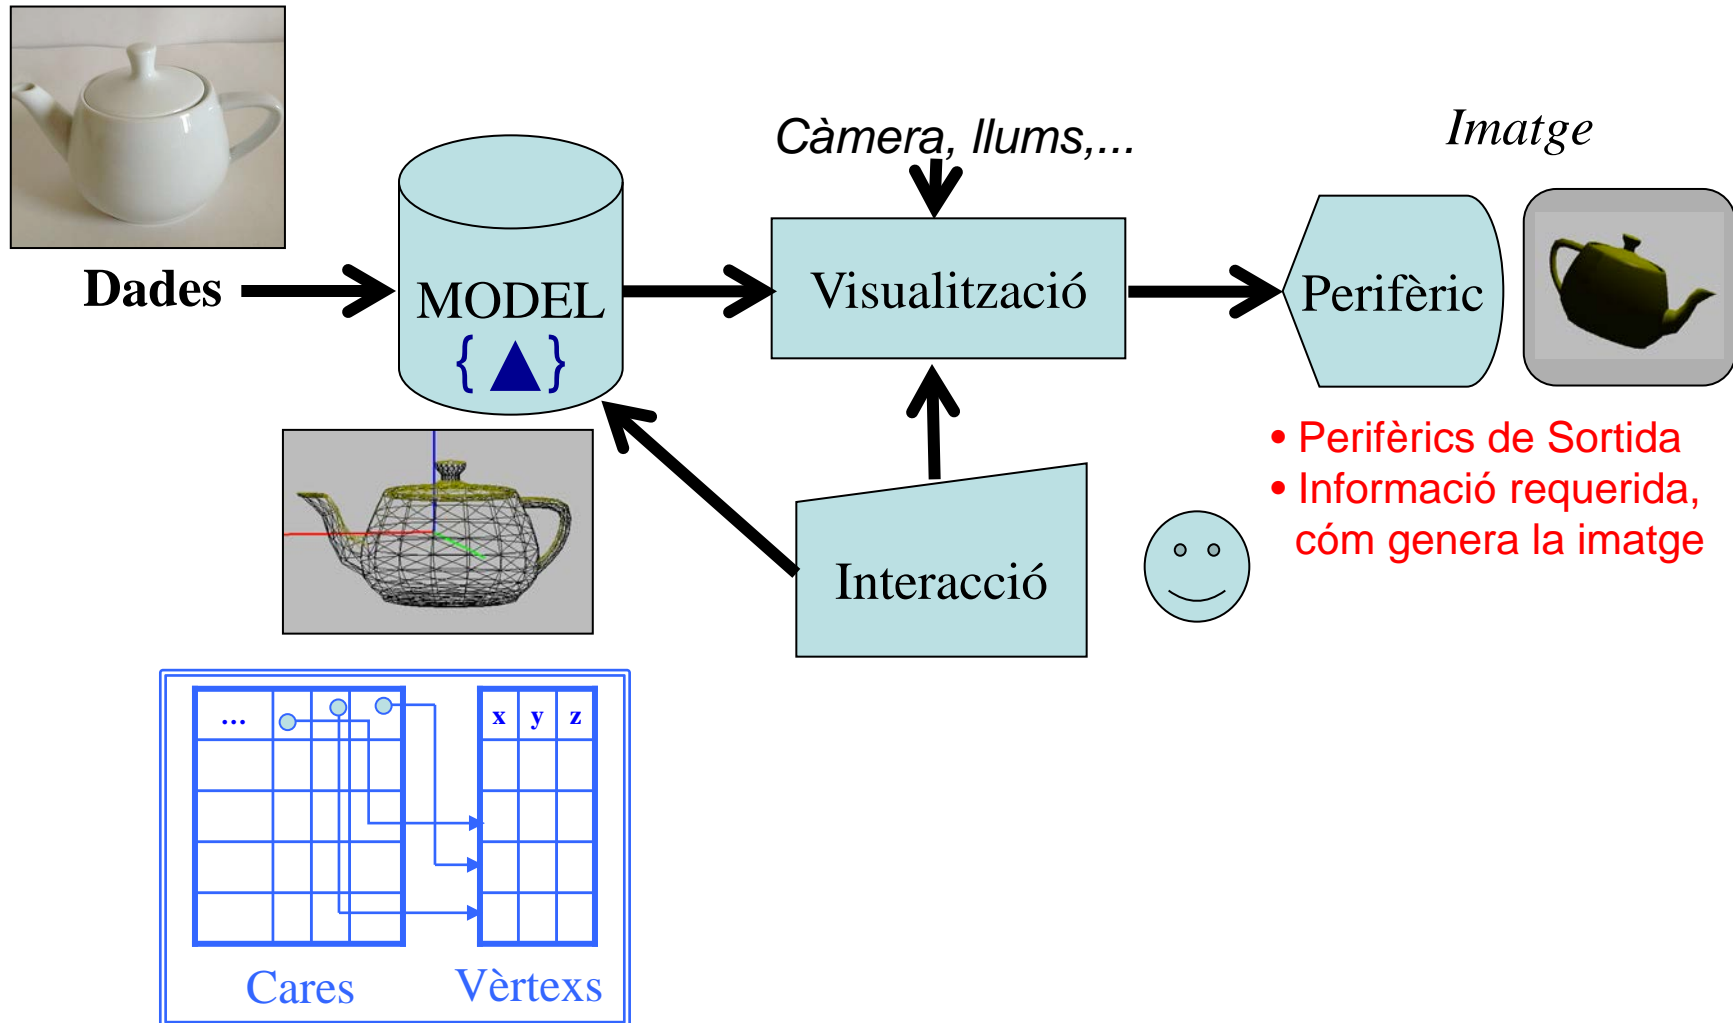 Càmera, llums,...
Imatge
Dades
MODEL
{ ▲ }
Visualització
Perifèric
• Perifèrics de Sortida
• Informació requerida,
cóm genera la imatge
Interacció
... x y z
Cares Vèrtexs